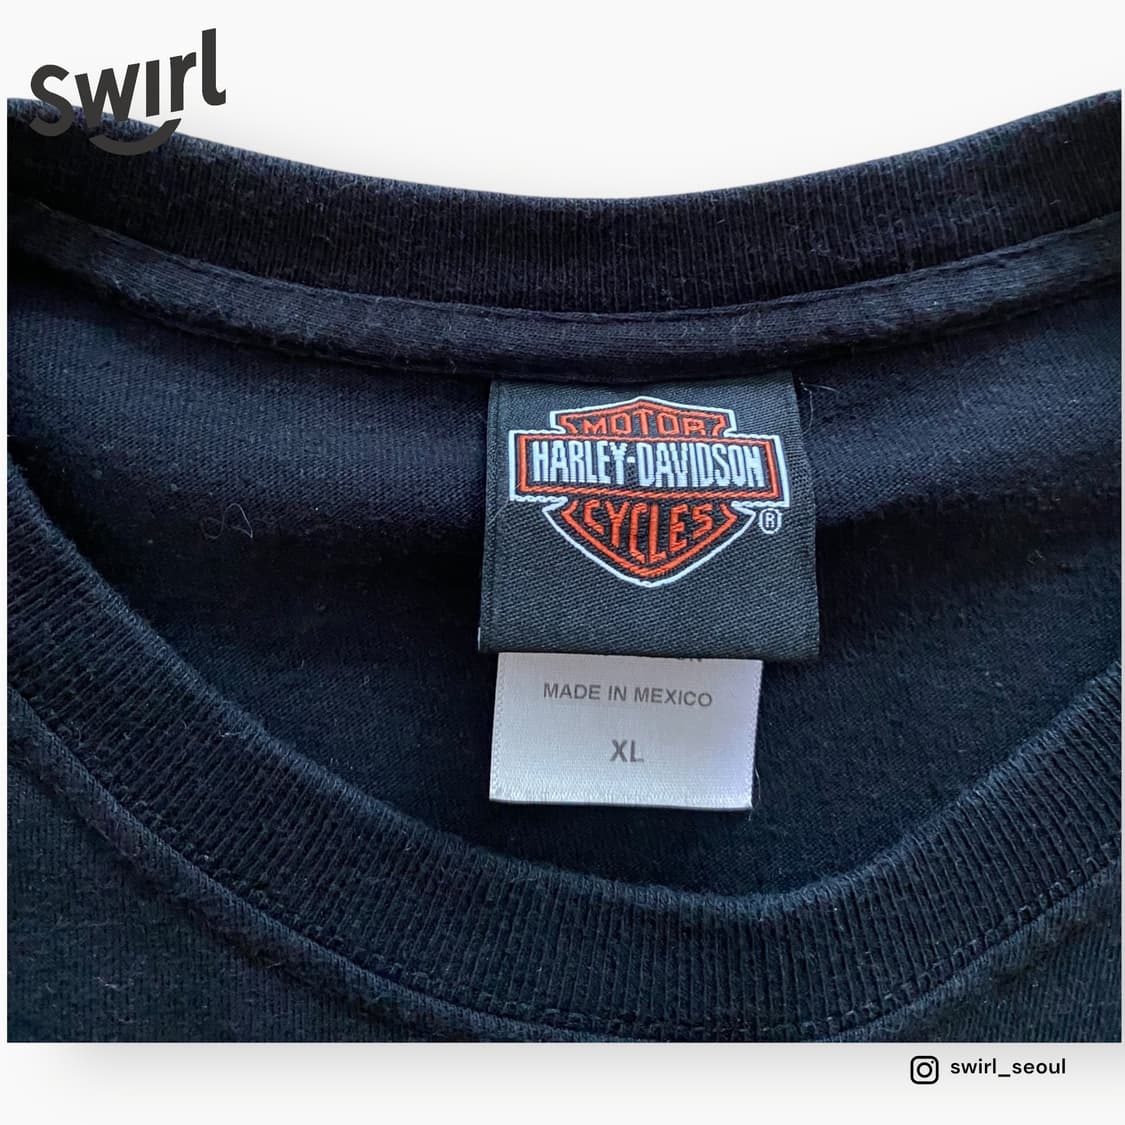 Swirl
MOTOR
HARLEY-DAVIDSON
CYCLES
®
MADE IN MEXICO
XL
swirl_seoul